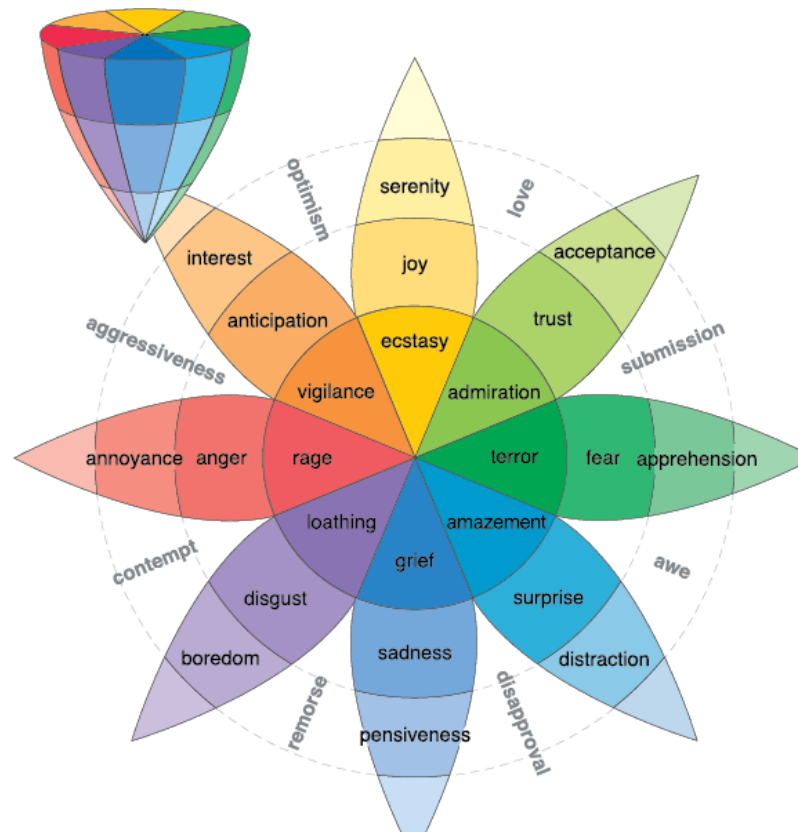 optimism
love
serenity
interest
acceptance
joy
anticipation
trust
aggressiveness
submission
ecstasy
vigilance
admiration
annoyance
anger
rage
terror
fear
apprehension
loathing
amazement
contempt
grief
awe
disgust
surprise
boredom
sadness
distraction
remorse
disapproval
pensiveness